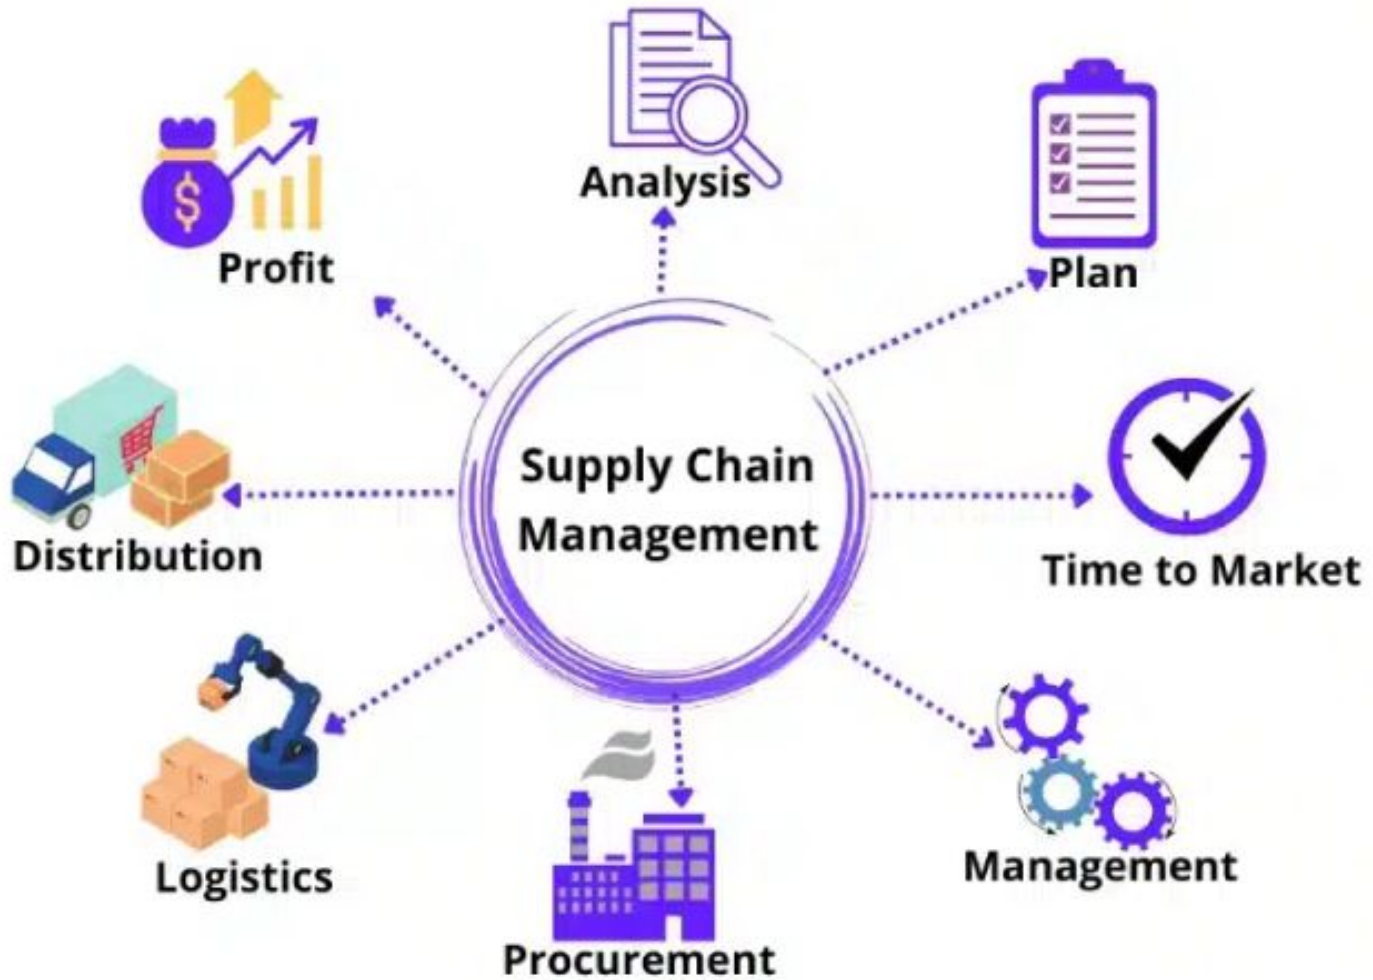 Analysis
Profit
Plan
$
Supply Chain
Management
Distribution
Time to Market
Logistics
Management
Procurement